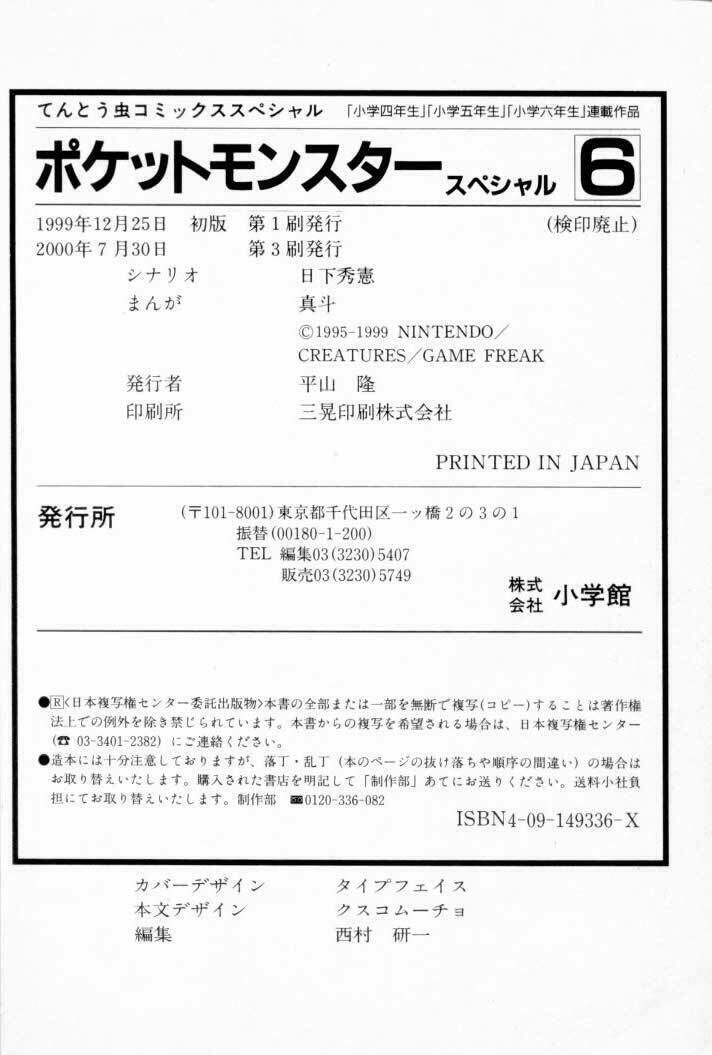 てんとう虫コミックススペシャル 「小学四年生」「小学五年生」「小学六年生」連載作品
ポケットモンスター スペシャル 6
1999年12月25日 初版 第1刷発行 (検印廃止)
2000年7月30日 第3刷発行
シナリオ 日下秀憲
まんが 真斗
©1995-1999 NINTENDO／
CREATURES／GAME FREAK
発行者 平山 隆
印刷所 三晃印刷株式会社
PRINTED IN JAPAN
発行所 (〒101-8001)東京都千代田区一ッ橋2の3の1
振替(00180-1-200)
TEL 編集03(3230)5407
販売03(3230)5749
株式会社 小学館
●R〈日本複写権センター委託出版物〉本書の全部または一部を無断で複写(コピー)することは著作権
法上での例外を除き禁じられています。本書からの複写を希望される場合は、日本複写権センター
(☎ 03-3401-2382) にご連絡ください。
●造本には十分注意しておりますが、落丁・乱丁 (本のページの抜け落ちや順序の間違い) の場合は
お取り替えいたします。購入された書店を明記して「制作部」あてにお送りください。送料小社負
担にてお取り替えいたします。制作部 0120-336-082
ISBN4-09-149336-X
カバーデザイン タイプフェイス
本文デザイン クスコムーチョ
編集 西村 研一